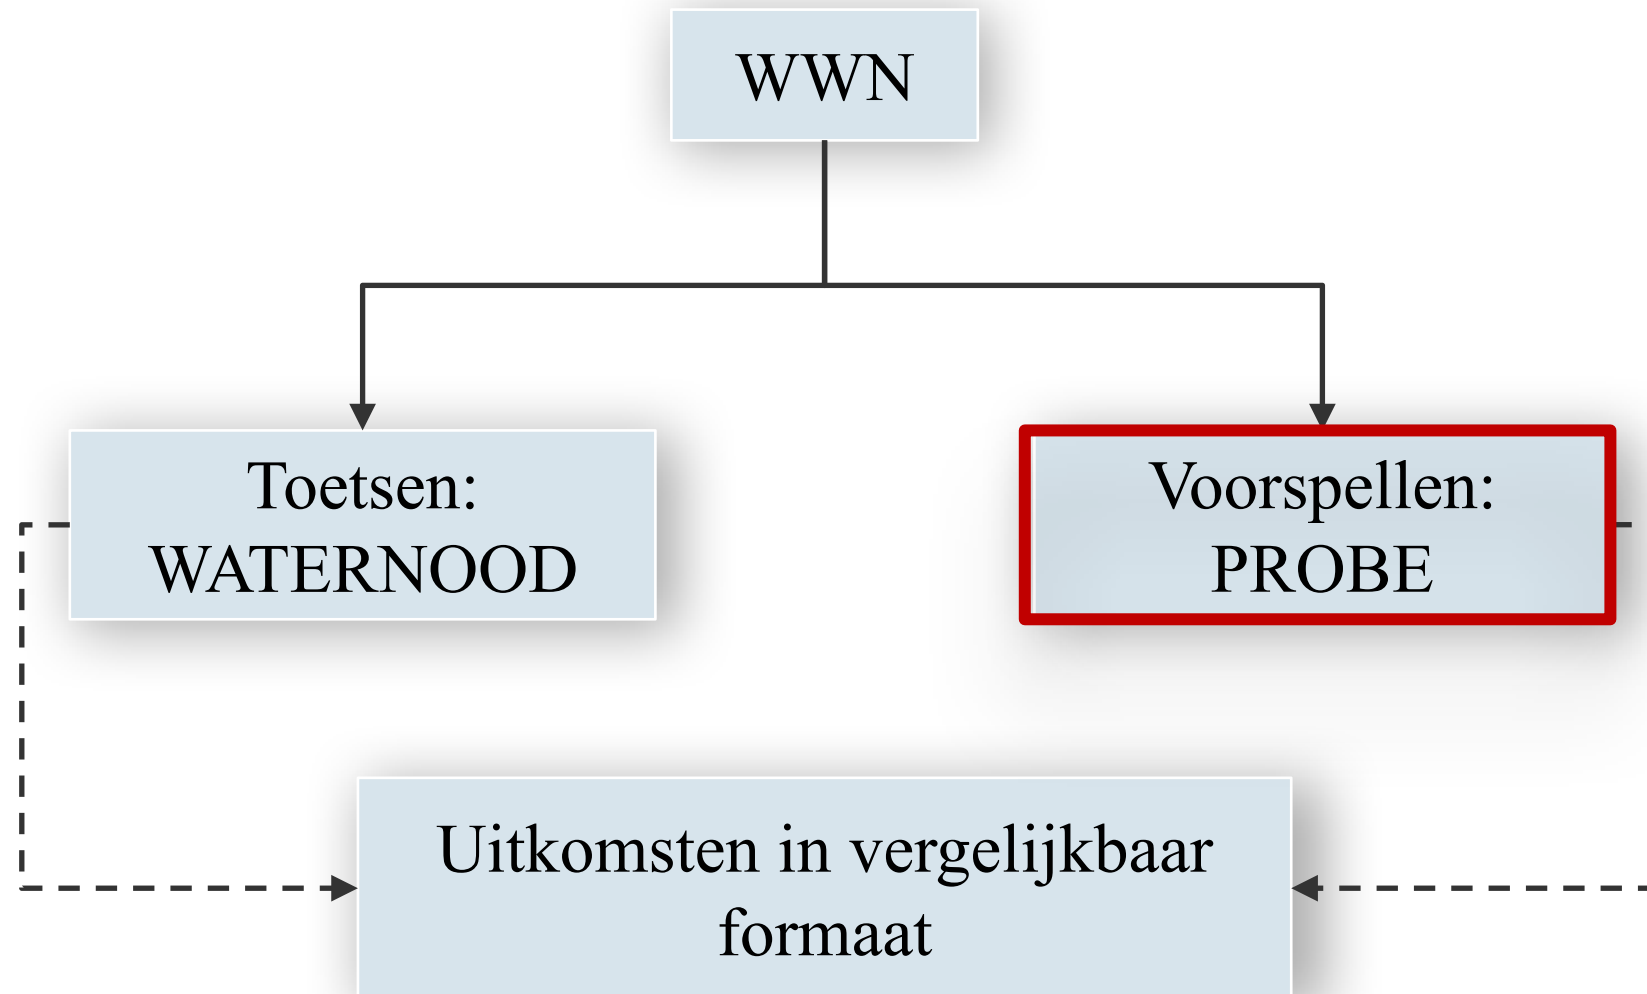 WWN
Toetsen:
WATERNOOD
Voorspellen:
PROBE
Uitkomsten in vergelijkbaar
formaat